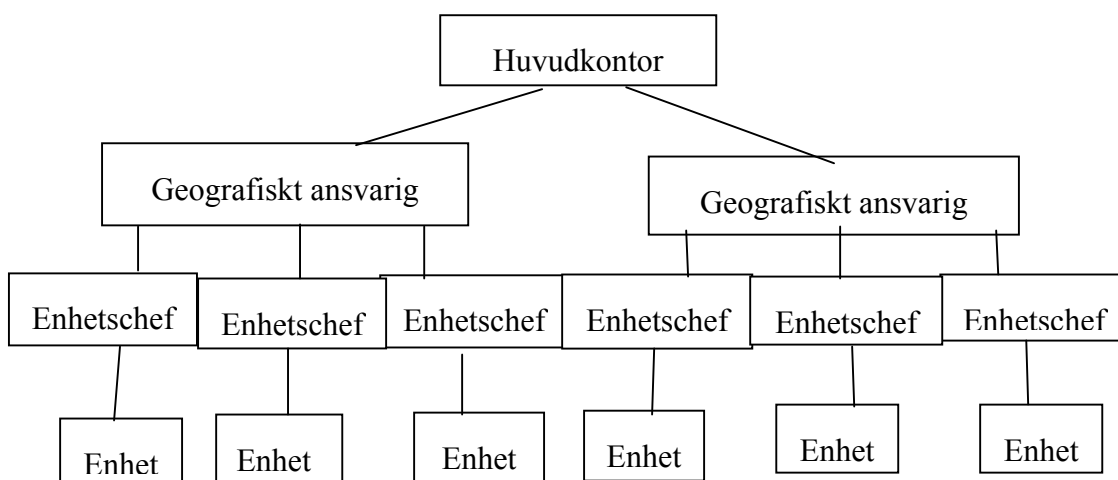 Huvudkontor
Geografiskt ansvarig
Geografiskt ansvarig
Enhetschef
Enhetschef
Enhetschef
Enhetschef
Enhetschef
Enhetschef
Enhet
Enhet
Enhet
Enhet
Enhet
Enhet